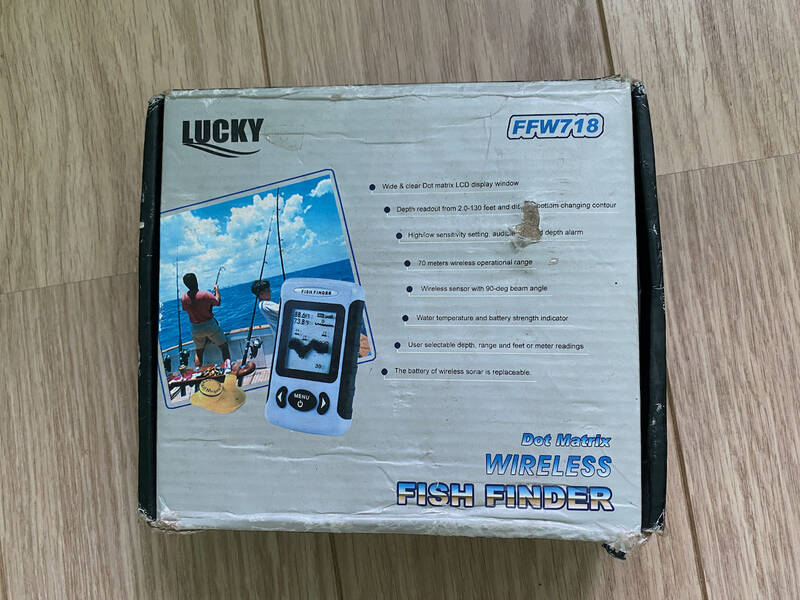 LUCKY
FFW718
Wide & clear Dot matrix LCD display window
Depth readout from 2.0-130 feet and bottom changing contour
High/low sensitivity setting, depth alarm
70 meters wireless operational range
Wireless sensor with 90-deg beam angle
Water temperature and battery strength indicator
User selectable depth, range and feet or meter readings
The battery of wireless sonar is replaceable.
FISH FINDER
MENU
Dot Matrix
WIRELESS
FISH FINDER